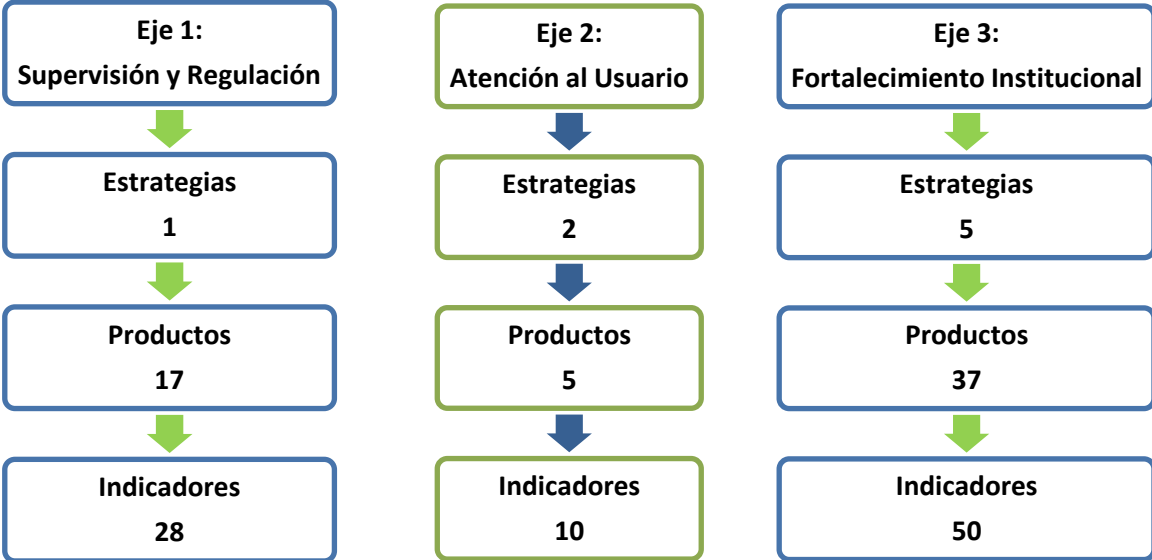 Eje 1:
Supervisión y Regulación
Estrategias
1
Productos
17
Indicadores
28
Eje 2:
Atención al Usuario
Estrategias
2
Productos
5
Indicadores
10
Eje 3:
Fortalecimiento Institucional
Estrategias
5
Productos
37
Indicadores
50